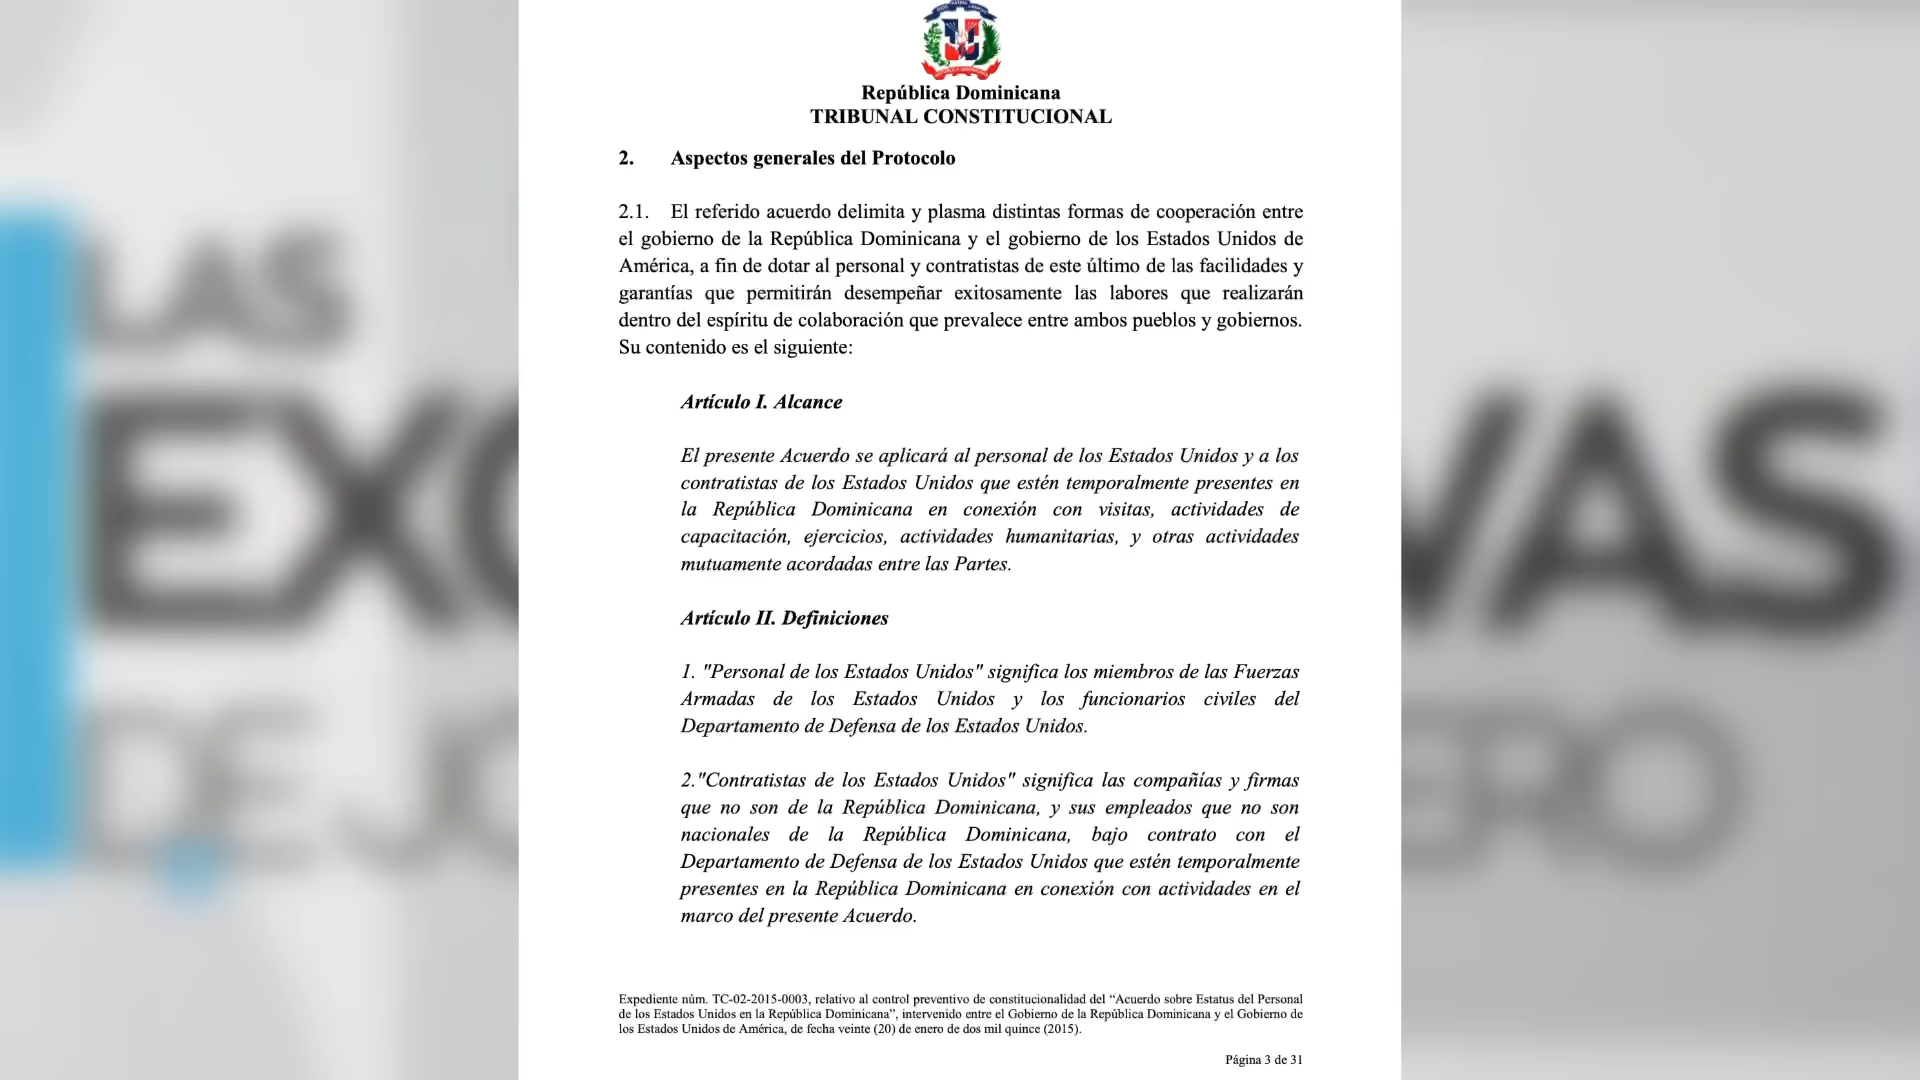 República Dominicana
TRIBUNAL CONSTITUCIONAL
2. Aspectos generales del Protocolo
2.1. El referido acuerdo delimita y plasma distintas formas de cooperación entre
el gobierno de la República Dominicana y el gobierno de los Estados Unidos de
América, a fin de dotar al personal y contratistas de este último de las facilidades y
garantías que permitirán desempeñar exitosamente las labores que realizarán
dentro del espíritu de colaboración que prevalece entre ambos pueblos y gobiernos.
Su contenido es el siguiente:
Artículo I. Alcance
El presente Acuerdo se aplicará al personal de los Estados Unidos y a los
contratistas de los Estados Unidos que estén temporalmente presentes en
la República Dominicana en conexión con visitas, actividades de
capacitación, ejercicios, actividades humanitarias, y otras actividades
mutuamente acordadas entre las Partes.
Artículo II. Definiciones
1. "Personal de los Estados Unidos" significa los miembros de las Fuerzas
Armadas de los Estados Unidos y los funcionarios civiles del
Departamento de Defensa de los Estados Unidos.
2."Contratistas de los Estados Unidos" significa las compañías y firmas
que no son de la República Dominicana, y sus empleados que no son
nacionales de la República Dominicana, bajo contrato con el
Departamento de Defensa de los Estados Unidos que estén temporalmente
presentes en la República Dominicana en conexión con actividades en el
marco del presente Acuerdo.
Expediente núm. TC-02-2015-0003, relativo al control preventivo de constitucionalidad del “Acuerdo sobre Estatus del Personal
de los Estados Unidos en la República Dominicana”, intervenido entre el Gobierno de la República Dominicana y el Gobierno de
los Estados Unidos de América, de fecha veinte (20) de enero de dos mil quince (2015).
Página 3 de 31
LAS
EXC
VAS
DE JO
ERO